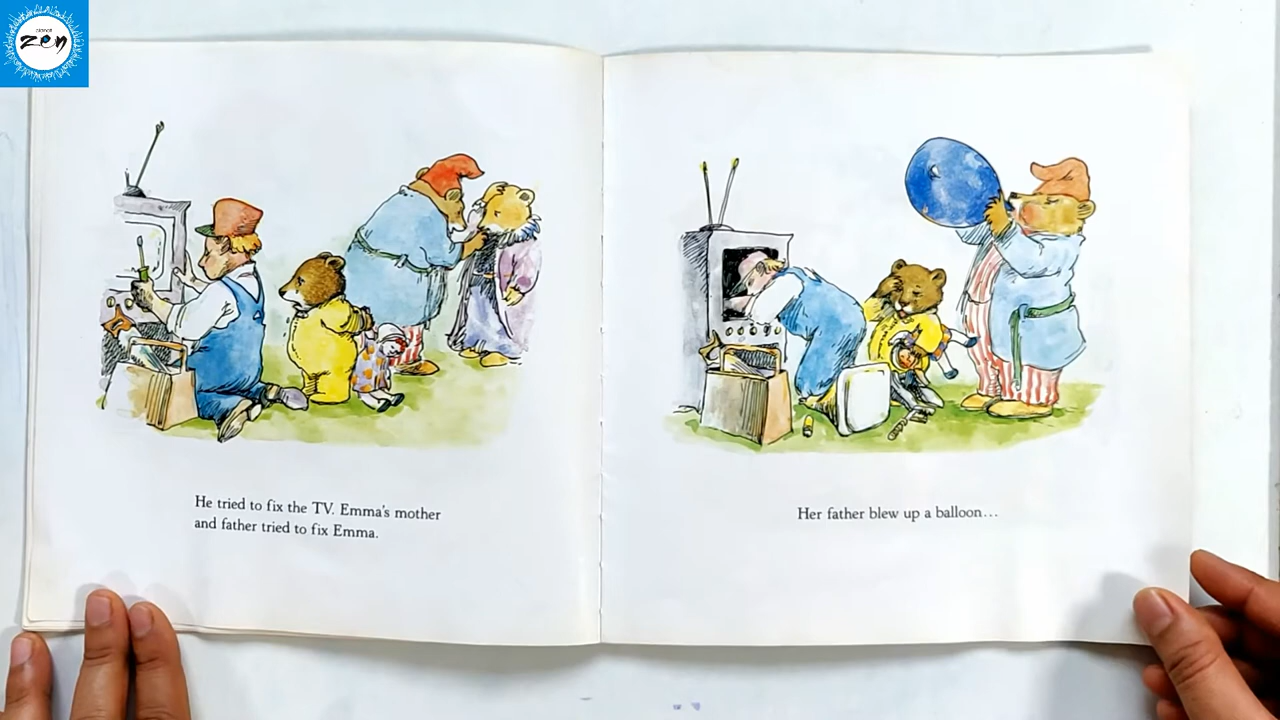 zen
He tried to fix the TV. Emma's mother
and father tried to fix Emma.
Her father blew up a balloon...